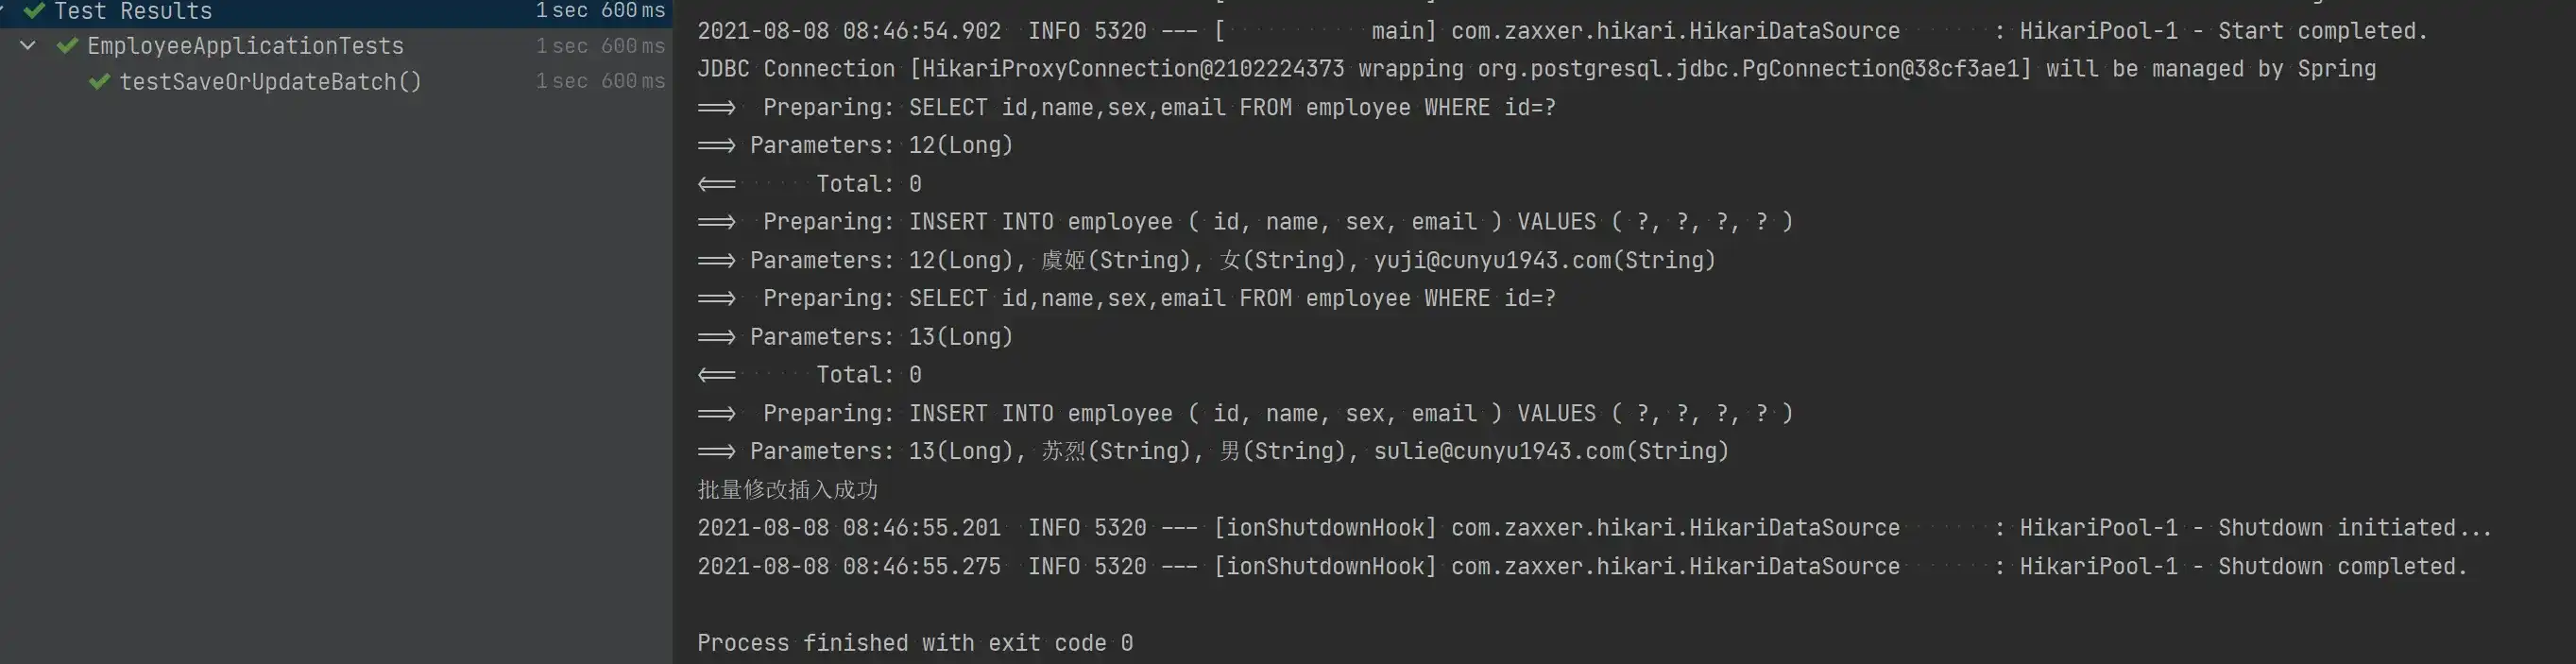 Test Results 1 sec 600 ms
EmployeeApplicationTests 1 sec 600 ms
testSaveOrUpdateBatch() 1 sec 600 ms
2021-08-08 08:46:54.902  INFO 5320 --- [           main] com.zaxxer.hikari.HikariDataSource       : HikariPool-1 - Start completed.
JDBC Connection [HikariProxyConnection@2102224373 wrapping org.postgresql.jdbc.PgConnection@38cf3ae1] will be managed by Spring
==>  Preparing: SELECT id,name,sex,email FROM employee WHERE id=?
==> Parameters: 12(Long)
<==      Total: 0
==>  Preparing: INSERT INTO employee ( id, name, sex, email ) VALUES ( ?, ?, ?, ? )
==> Parameters: 12(Long), 虞姬(String), 女(String), yuji@cunyu1943.com(String)
==>  Preparing: SELECT id,name,sex,email FROM employee WHERE id=?
==> Parameters: 13(Long)
<==      Total: 0
==>  Preparing: INSERT INTO employee ( id, name, sex, email ) VALUES ( ?, ?, ?, ? )
==> Parameters: 13(Long), 苏烈(String), 男(String), sulie@cunyu1943.com(String)
批量修改插入成功
2021-08-08 08:46:55.201  INFO 5320 --- [ionShutdownHook] com.zaxxer.hikari.HikariDataSource       : HikariPool-1 - Shutdown initiated...
2021-08-08 08:46:55.275  INFO 5320 --- [ionShutdownHook] com.zaxxer.hikari.HikariDataSource       : HikariPool-1 - Shutdown completed.
Process finished with exit code 0